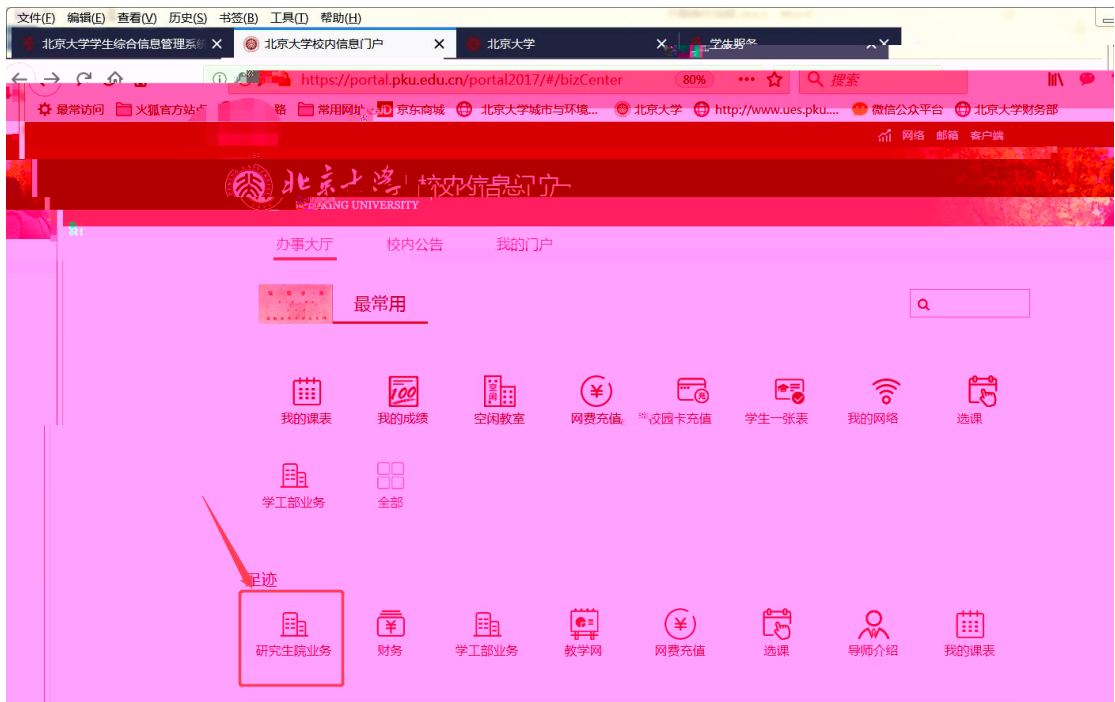 文件(F) 编辑(E) 查看(V) 历史(S) 书签(B) 工具(T) 帮助(H)
北京大学学生综合信息管理系统 × 北京大学校内信息门户 × 北京大学 ×
https://portal.pku.edu.cn/portal2017/#/bizCenter 80% ••• 搜索
最常访问 火狐官方站点 常用网址 JD 京东商城 北京大学城市与环境... 北京大学 http://www.ues.pku.... 微信公众平台 北京大学财务部
网络 邮箱 客户端
北京大学 校内信息门户
PEKING UNIVERSITY
办事大厅 校内公告 我的门户
最常用
我的课表 我的成绩 空闲教室 网费充值 校园卡充值 学生一张表 我的网络 选课
学工部业务 全部
足迹
研究生院业务 财务 学工部业务 教学网 网费充值 选课 导师介绍 我的课表